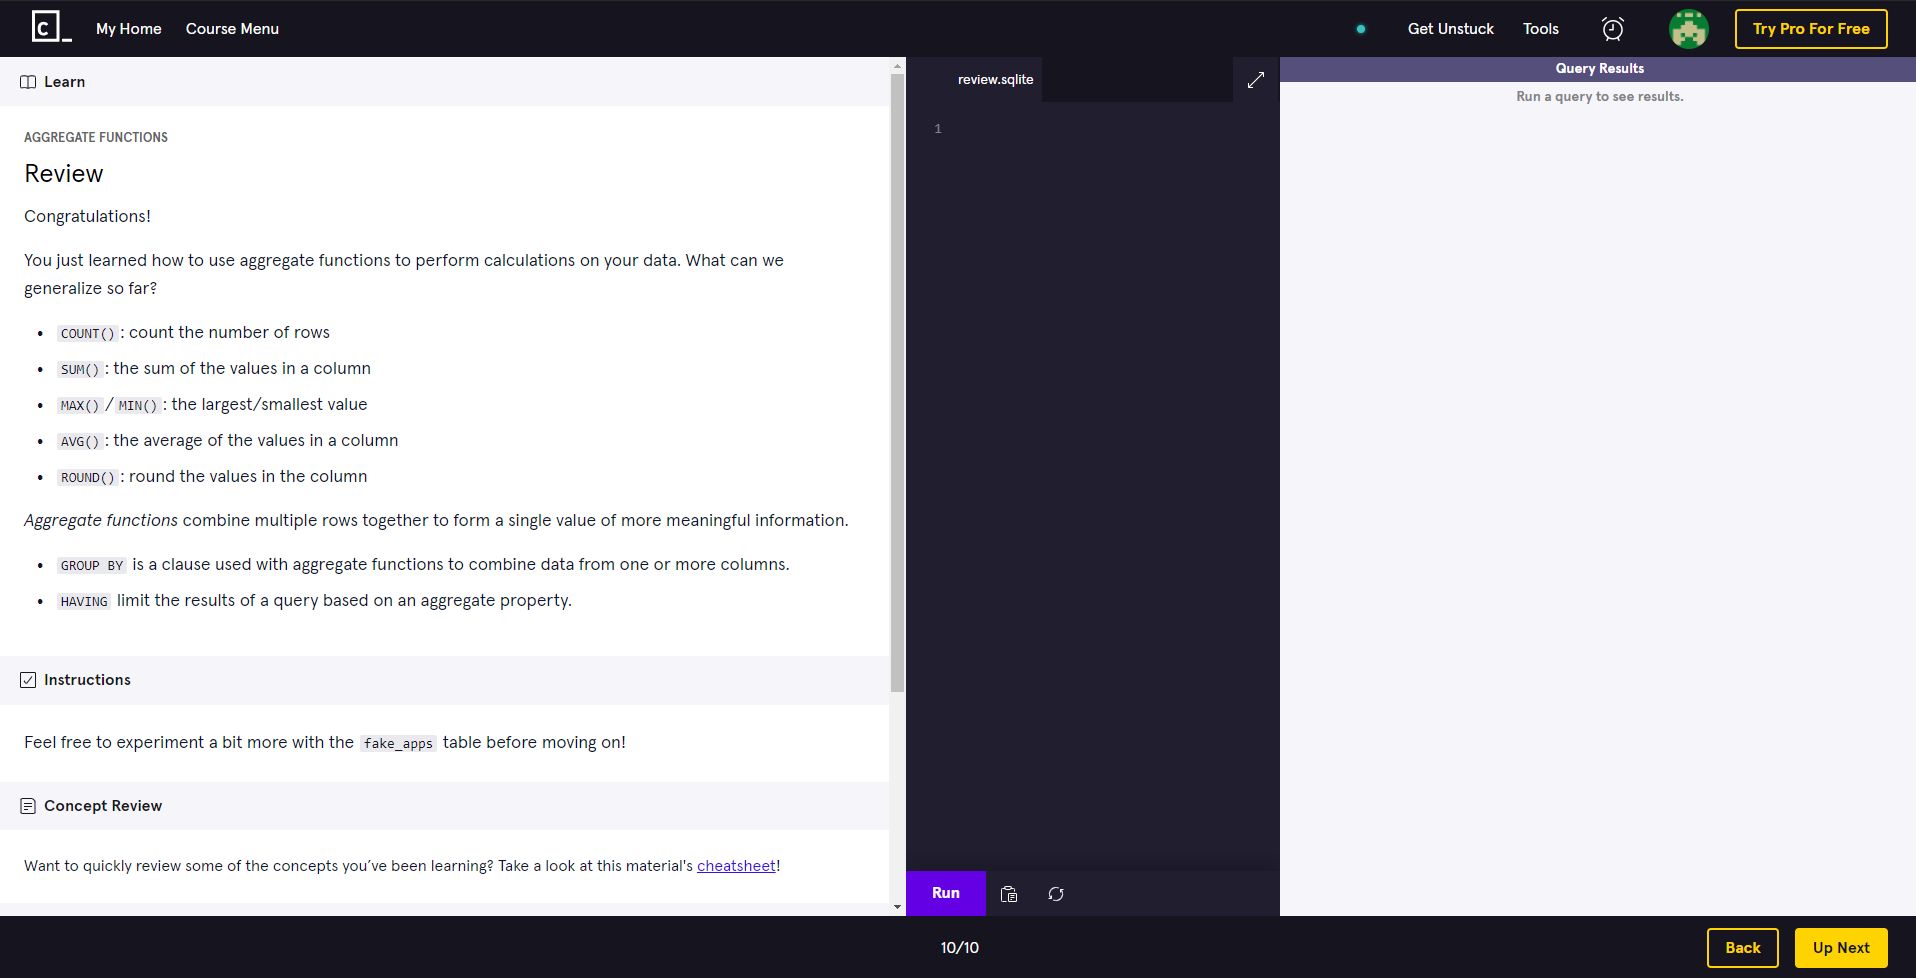 C_ My Home Course Menu Get Unstuck Tools Try Pro For Free
Learn
AGGREGATE FUNCTIONS
Review
Congratulations!
You just learned how to use aggregate functions to perform calculations on your data. What can we
generalize so far?
• COUNT(): count the number of rows
• SUM(): the sum of the values in a column
• MAX()/MIN(): the largest/smallest value
• AVG(): the average of the values in a column
• ROUND(): round the values in the column
Aggregate functions combine multiple rows together to form a single value of more meaningful information.
• GROUP BY is a clause used with aggregate functions to combine data from one or more columns.
• HAVING limit the results of a query based on an aggregate property.
Instructions
Feel free to experiment a bit more with the fake_apps table before moving on!
Concept Review
Want to quickly review some of the concepts you’ve been learning? Take a look at this material's cheatsheet!
review.sqlite
1
Run
Query Results
Run a query to see results.
10/10
Back
Up Next